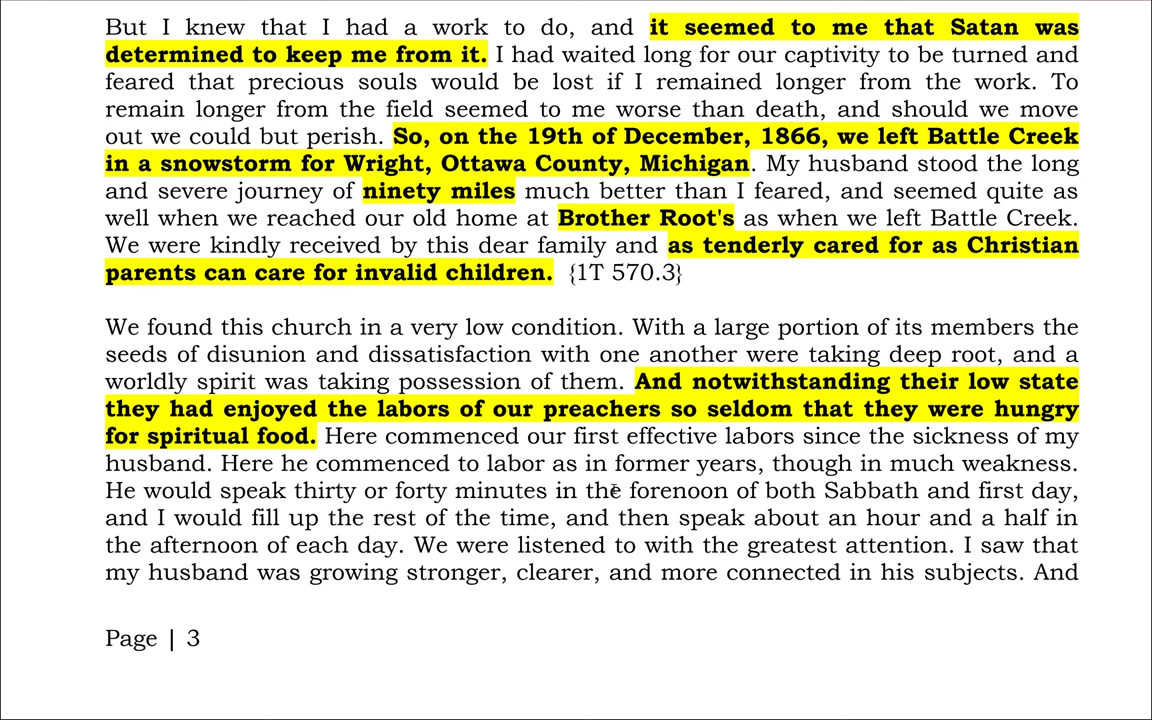 But I knew that I had a work to do, and it seemed to me that Satan was
determined to keep me from it. I had waited long for our captivity to be turned and
feared that precious souls would be lost if I remained longer from the work. To
remain longer from the field seemed to me worse than death, and should we move
out we could but perish. So, on the 19th of December, 1866, we left Battle Creek
in a snowstorm for Wright, Ottawa County, Michigan. My husband stood the long
and severe journey of ninety miles much better than I feared, and seemed quite as
well when we reached our old home at Brother Root's as when we left Battle Creek.
We were kindly received by this dear family and as tenderly cared for as Christian
parents can care for invalid children. {1T 570.3}
We found this church in a very low condition. With a large portion of its members the
seeds of disunion and dissatisfaction with one another were taking deep root, and a
worldly spirit was taking possession of them. And notwithstanding their low state
they had enjoyed the labors of our preachers so seldom that they were hungry
for spiritual food. Here commenced our first effective labors since the sickness of my
husband. Here he commenced to labor as in former years, though in much weakness.
He would speak thirty or forty minutes in the forenoon of both Sabbath and first day,
and I would fill up the rest of the time, and then speak about an hour and a half in
the afternoon of each day. We were listened to with the greatest attention. I saw that
my husband was growing stronger, clearer, and more connected in his subjects. And
Page | 3